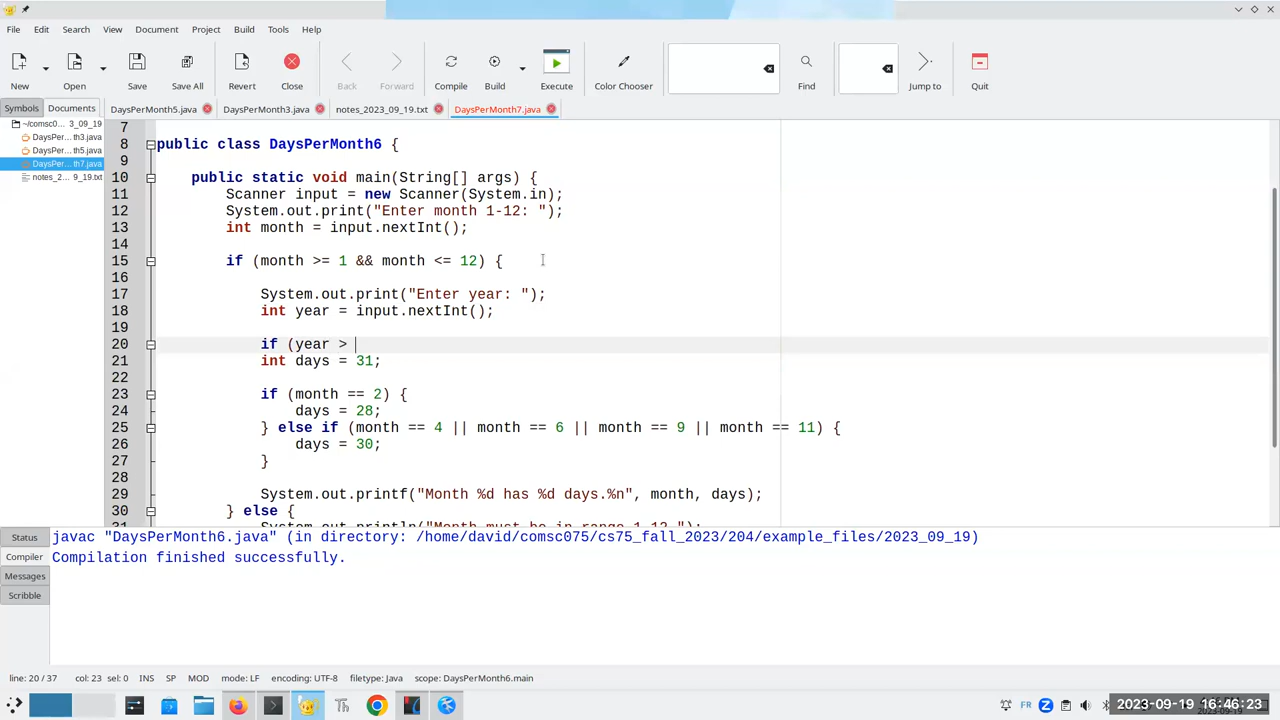 File Edit Search View Document Project Build Tools Help
New Open Save Save All Revert Close Back Forward Compile Build Execute Color Chooser Find Jump to Quit
Symbols Documents DaysPerMonth5.java DaysPerMonth3.java notes_2023_09_19.txt DaysPerMonth7.java
~/comsc0... 3_09_19
DaysPer... th3.java
DaysPer... th5.java
DaysPer... th7.java
notes_2... 9_19.txt
7
8 public class DaysPerMonth6 {
9
10 public static void main(String[] args) {
11 Scanner input = new Scanner(System.in);
12 System.out.print("Enter month 1-12: ");
13 int month = input.nextInt();
14
15 if (month >= 1 && month <= 12) {
16
17 System.out.print("Enter year: ");
18 int year = input.nextInt();
19
20 if (year >
21 int days = 31;
22
23 if (month == 2) {
24 days = 28;
25 } else if (month == 4 || month == 6 || month == 9 || month == 11) {
26 days = 30;
27 }
28
29 System.out.printf("Month %d has %d days.%n", month, days);
30 } else {
31 System.out.println("Month must be in range 1-12.");
Status
Compiler
Messages
Scribble
javac "DaysPerMonth6.java" (in directory: /home/david/comsc075/cs75_fall_2023/204/example_files/2023_09_19)
Compilation finished successfully.
line: 20 / 37 col: 23 sel: 0 INS SP MOD mode: LF encoding: UTF-8 filetype: Java scope: DaysPerMonth6.main
FR 2023-09-19 16:46:23